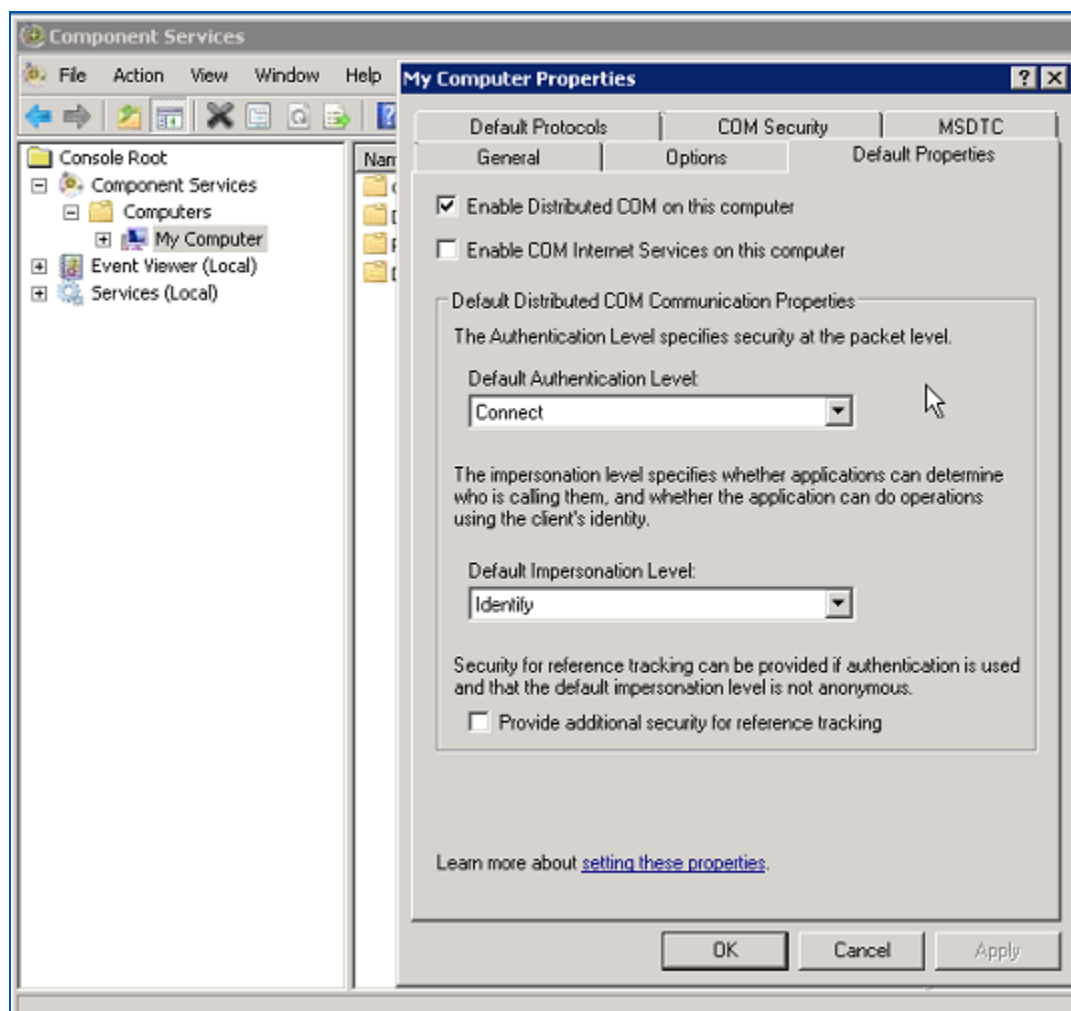 Component Services
File Action View Window Help
My Computer Properties
Console Root
Component Services
Computers
My Computer
Event Viewer (Local)
Services (Local)
Default Protocols COM Security MSDTC
General Options Default Properties
Enable Distributed COM on this computer
Enable COM Internet Services on this computer
Default Distributed COM Communication Properties
The Authentication Level specifies security at the packet level.
Default Authentication Level:
Connect
The impersonation level specifies whether applications can determine
who is calling them, and whether the application can do operations
using the client's identity.
Default Impersonation Level:
Identify
Security for reference tracking can be provided if authentication is used
and that the default impersonation level is not anonymous.
Provide additional security for reference tracking
Learn more about setting these properties.
OK Cancel Apply